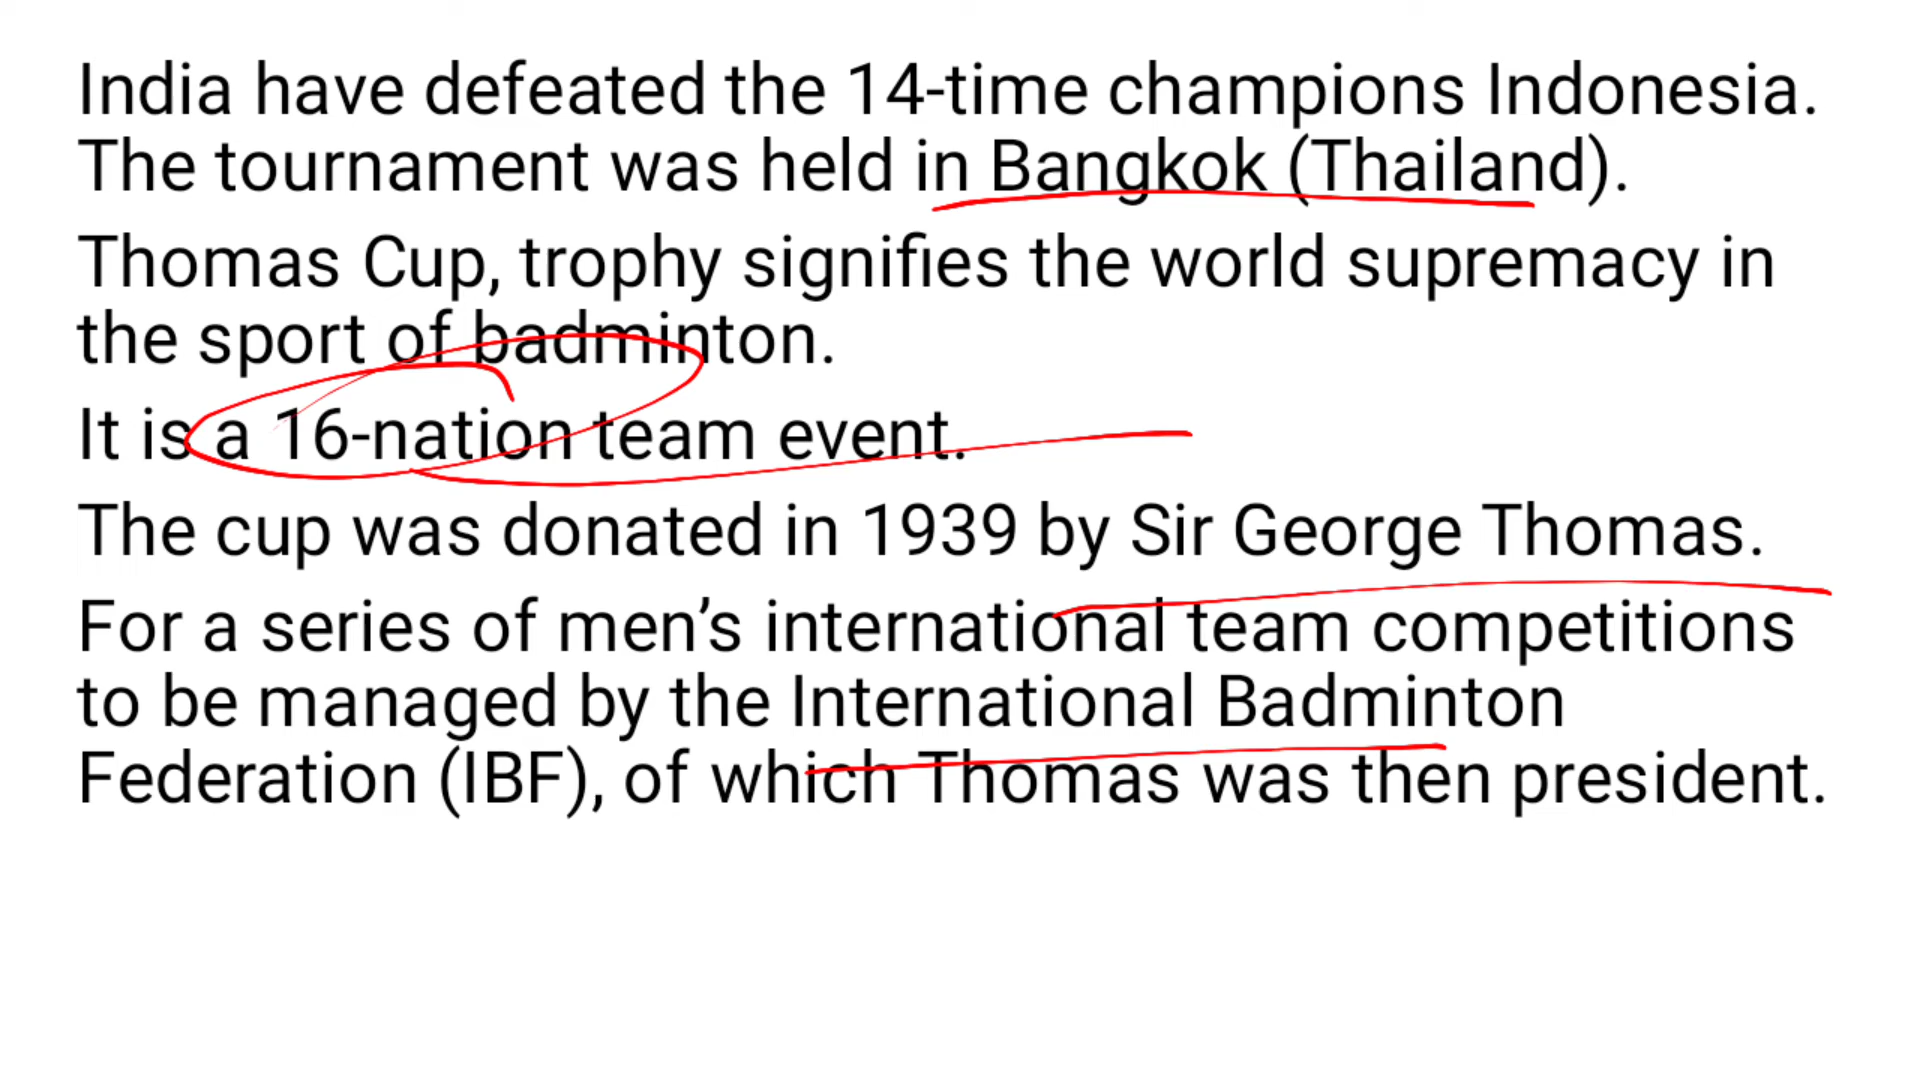 India have defeated the 14-time champions Indonesia.
The tournament was held in Bangkok (Thailand).
Thomas Cup, trophy signifies the world supremacy in
the sport of badminton.
It is a 16-nation team event.
The cup was donated in 1939 by Sir George Thomas.
For a series of men’s international team competitions
to be managed by the International Badminton
Federation (IBF), of which Thomas was then president.